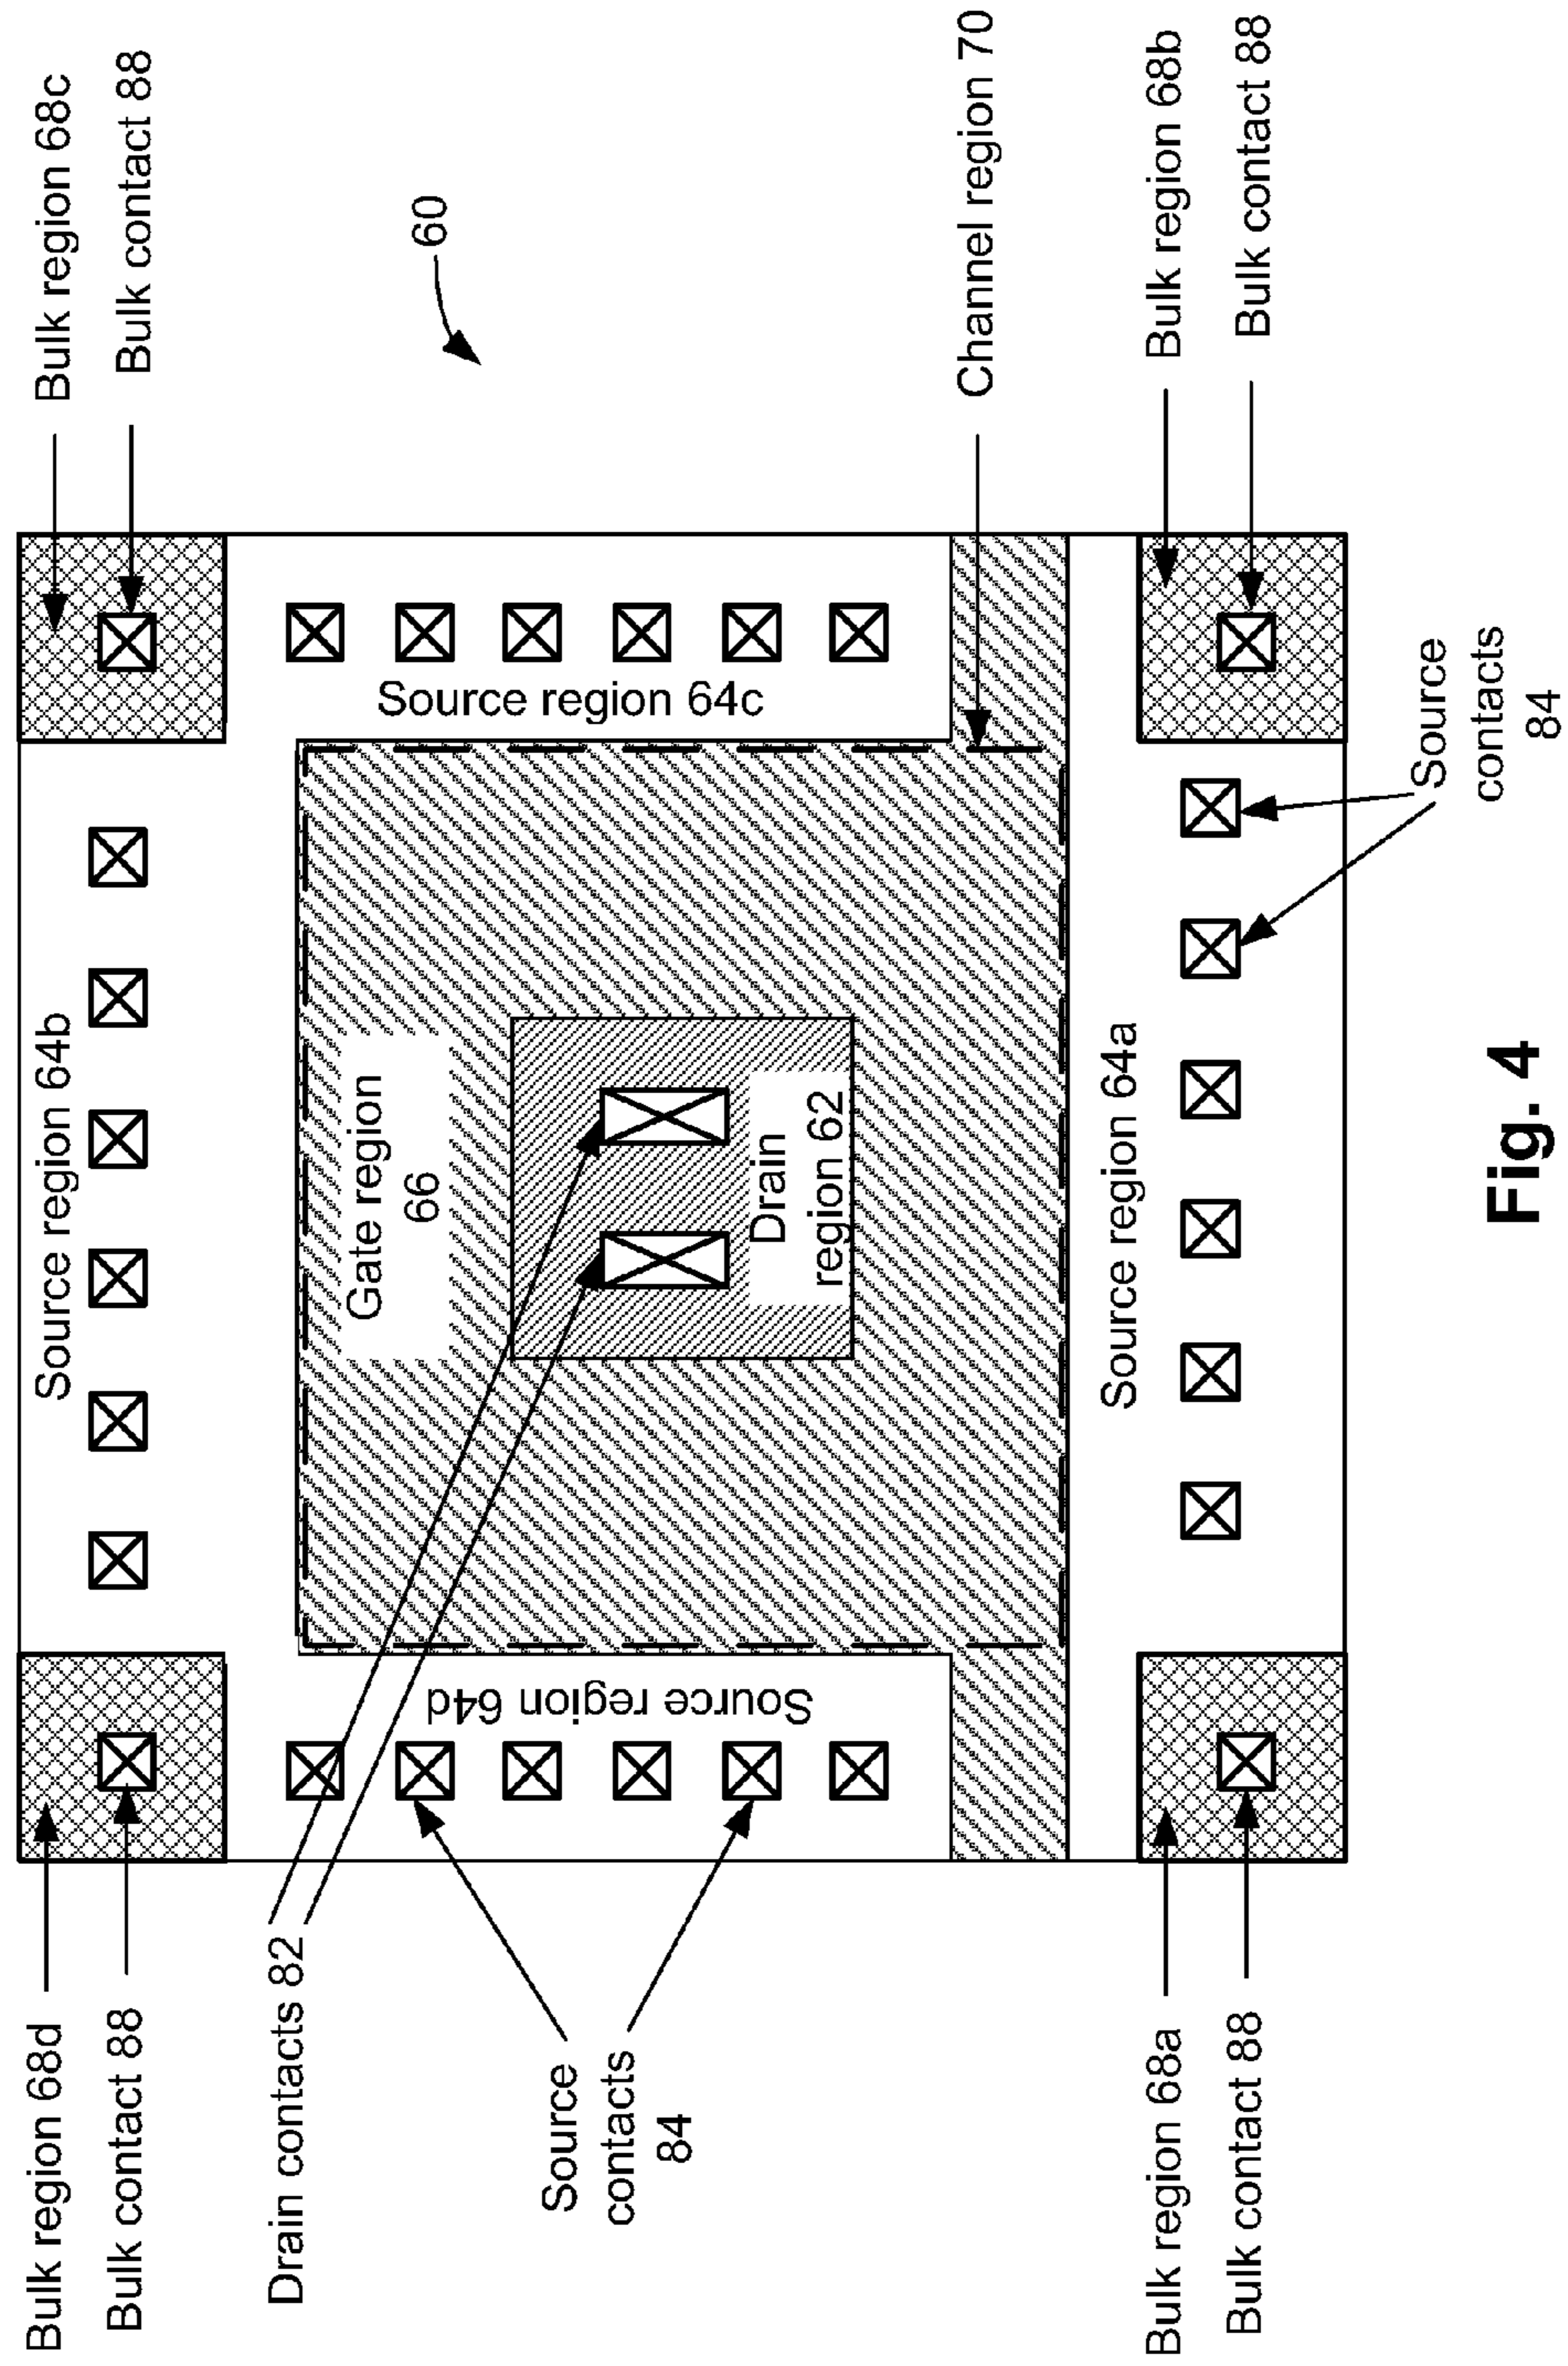 Bulk region 68c
Bulk contact 88
60
Channel region 70
Bulk region 68b
Bulk contact 88
Source region 64c
Source
contacts
84
Source region 64b
Gate region
66
Drain
region 62
Source region 64a
Fig. 4
Source region 64d
Bulk region 68d
Bulk contact 88
Drain contacts 82
Source
contacts
84
Bulk region 68a
Bulk contact 88